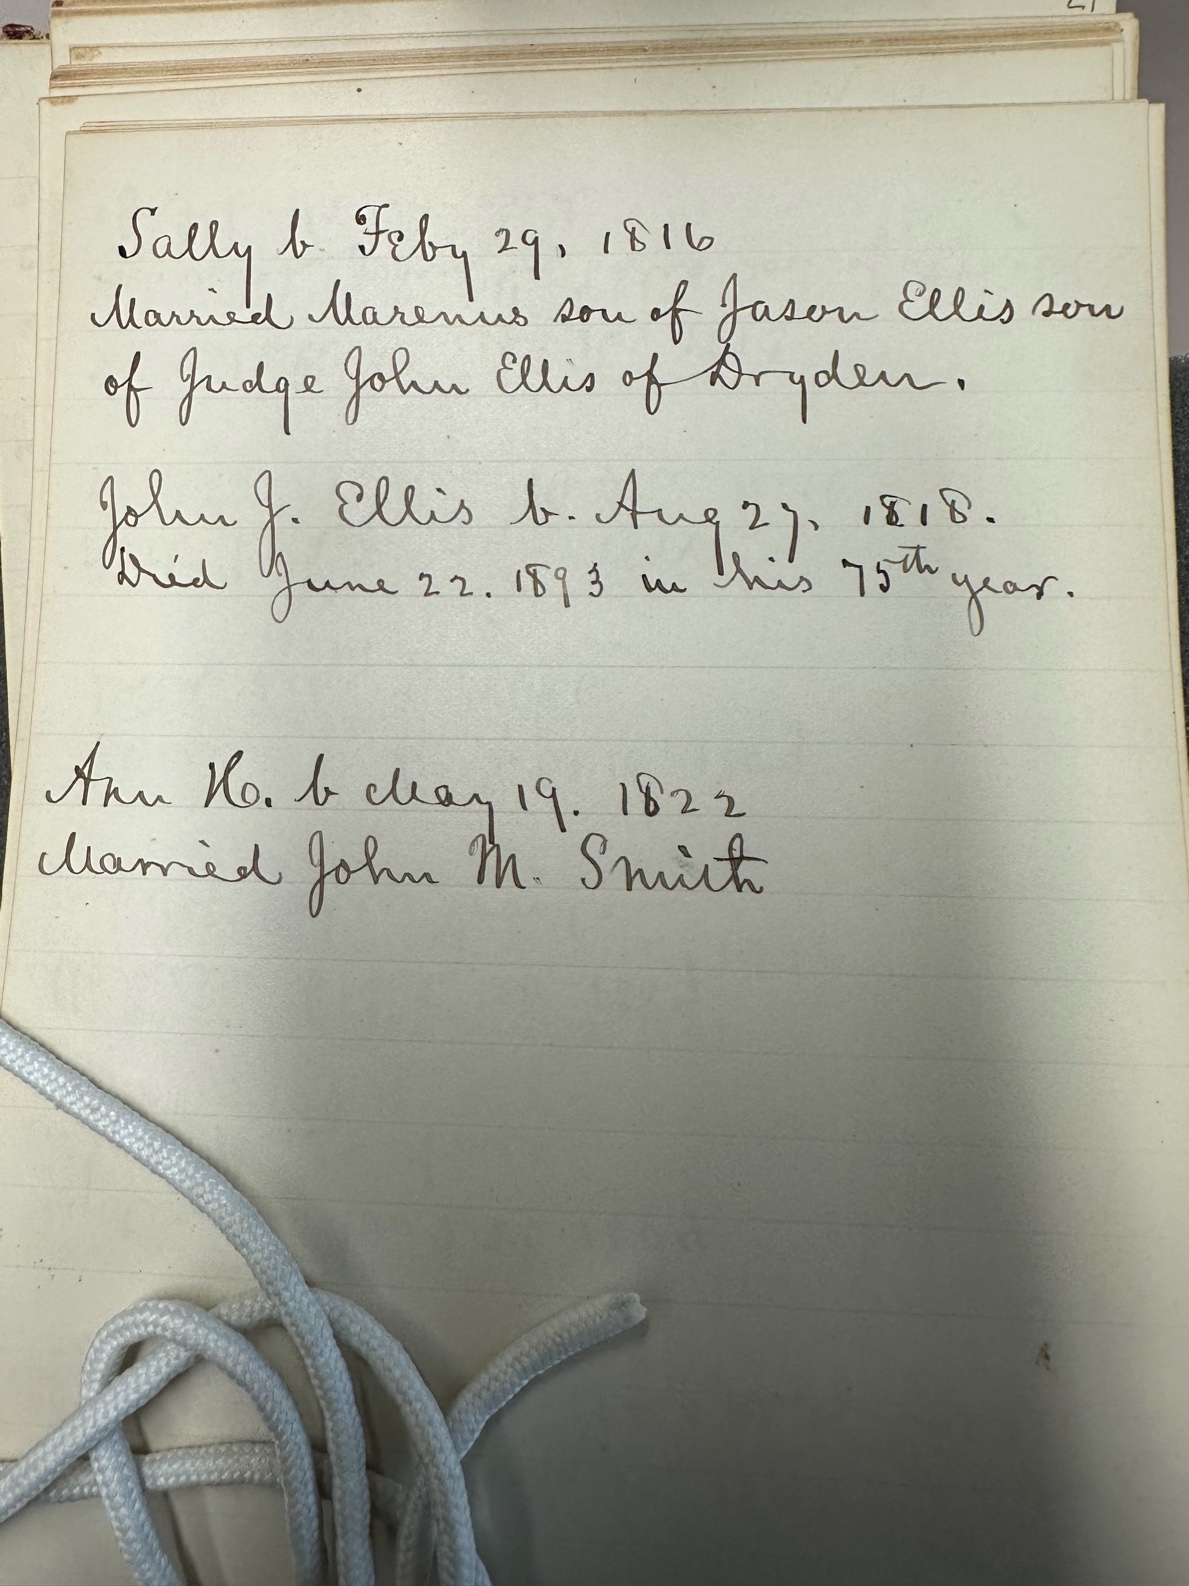 Sally b. Feby 29, 1816
Married Marenus son of Jason Ellis son
of Judge John Ellis of Dryden.
John J. Ellis b. Aug 27, 1818.
Died June 22. 1893 in his 75th year.
Ann H. b May 19. 1822
Married John M. Smith